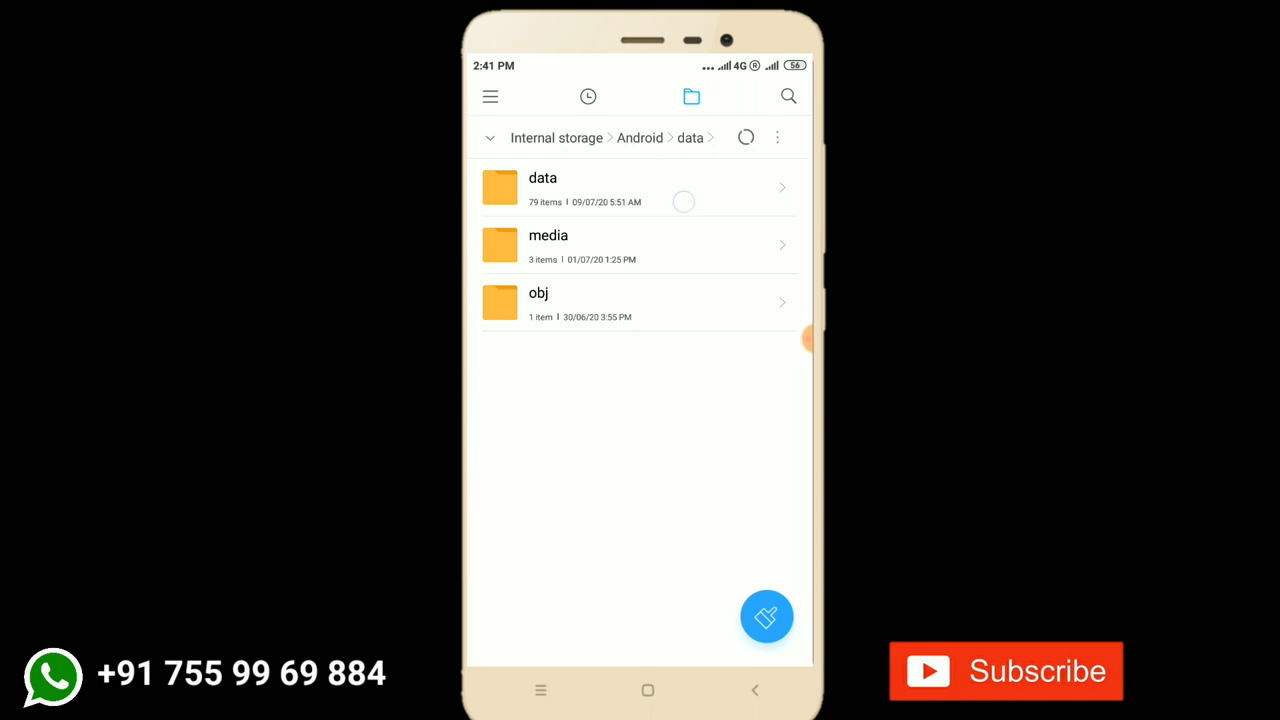 2:41 PM
4G R 56
Internal storage > Android > data >
data
79 items | 09/07/20 5:51 AM
media
3 items | 01/07/20 1:25 PM
obj
1 item | 30/06/20 3:55 PM
+91 755 99 69 884
Subscribe